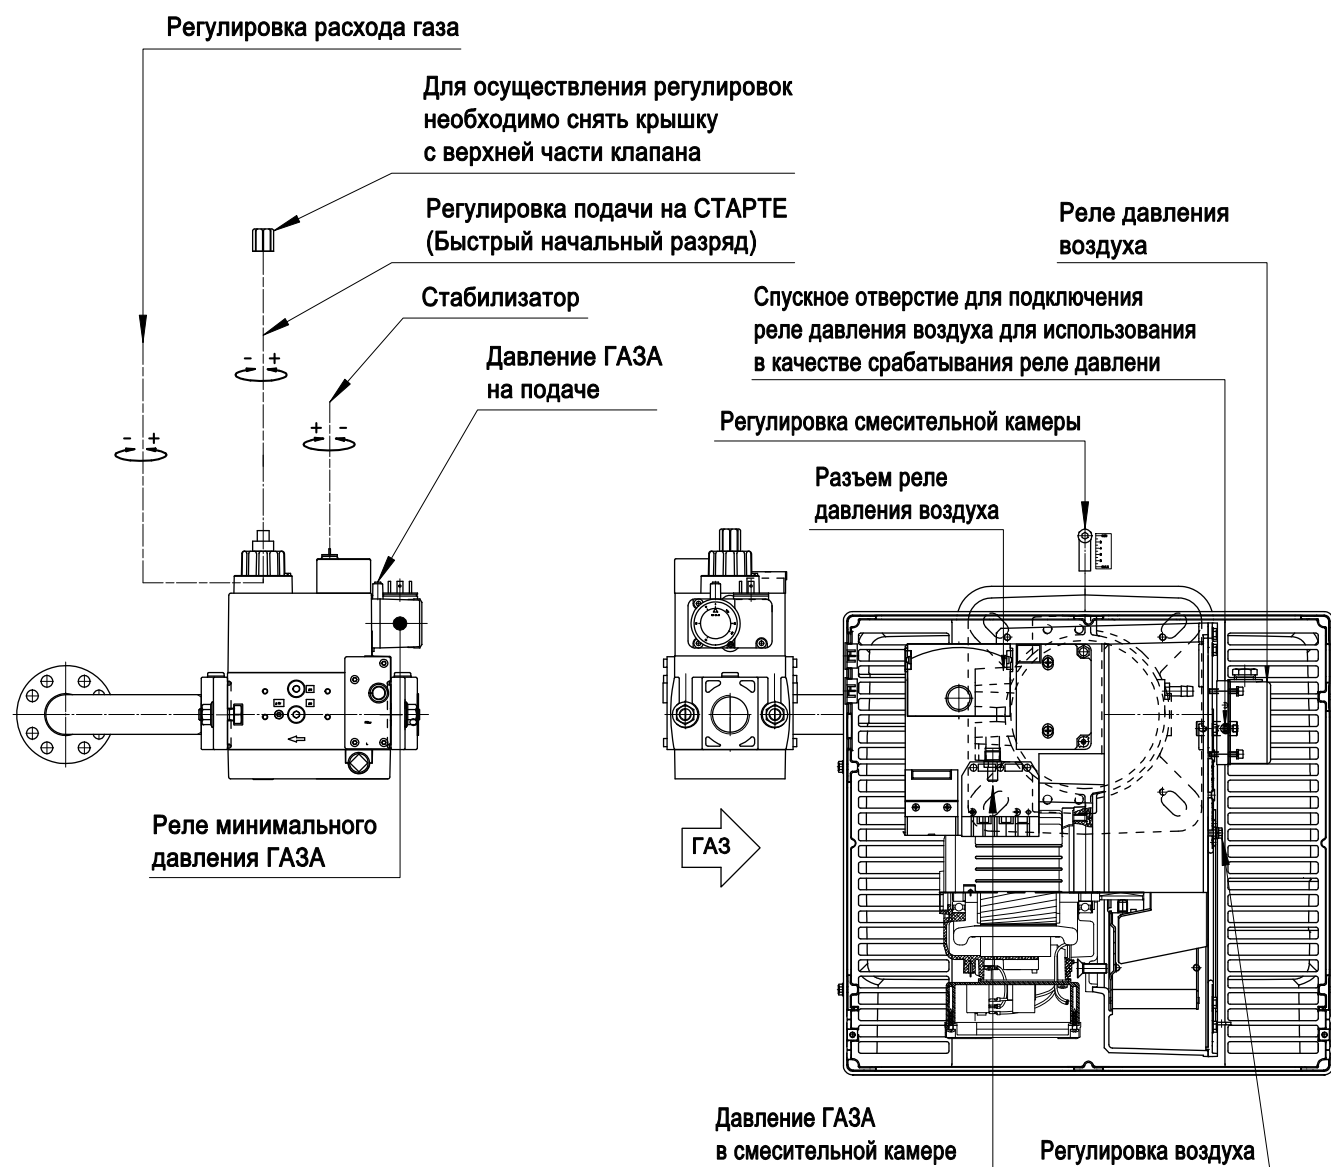 Регулировка расхода газа
Для осуществления регулировок
необходимо снять крышку
с верхней части клапана
Регулировка подачи на СТАРТЕ
(Быстрый начальный разряд)
Стабилизатор
Давление ГАЗА
на подаче
Реле давления
воздуха
Спускное отверстие для подключения
реле давления воздуха для использования
в качестве срабатывания реле давлени
Регулировка смесительной камеры
Разъем реле
давления воздуха
- +
+ -
- +
Реле минимального
давления ГАЗА
ГАЗ
Давление ГАЗА
в смесительной камере
Регулировка воздуха